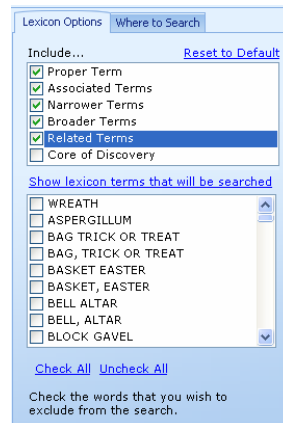 Lexicon Options Where to Search
Include... Reset to Default
Proper Term
Associated Terms
Narrower Terms
Broader Terms
Related Terms
Core of Discovery
Show lexicon terms that will be searched
WREATH
ASPERGILLUM
BAG TRICK OR TREAT
BAG, TRICK OR TREAT
BASKET EASTER
BASKET, EASTER
BELL ALTAR
BELL, ALTAR
BLOCK GAVEL
Check All Uncheck All
Check the words that you wish to
exclude from the search.